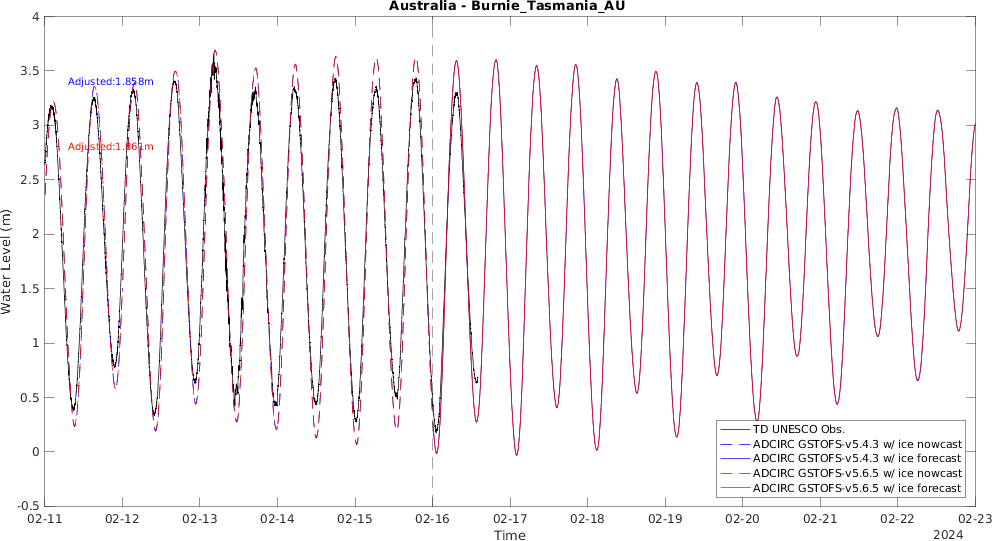 Australia - Burnie_Tasmania_AU
4
3.5
3
2.5
2
1.5
1
0.5
0
-0.5
Water Level (m)
Adjusted:1.858m
Adjusted:1.861m
TD UNESCO Obs.
ADCIRC GSTOFS-v5.4.3 w/ ice nowcast
ADCIRC GSTOFS-v5.4.3 w/ ice forecast
ADCIRC GSTOFS-v5.6.5 w/ ice nowcast
ADCIRC GSTOFS-v5.6.5 w/ ice forecast
02-11 02-12 02-13 02-14 02-15 02-16 02-17 02-18 02-19 02-20 02-21 02-22 02-23
Time
2024